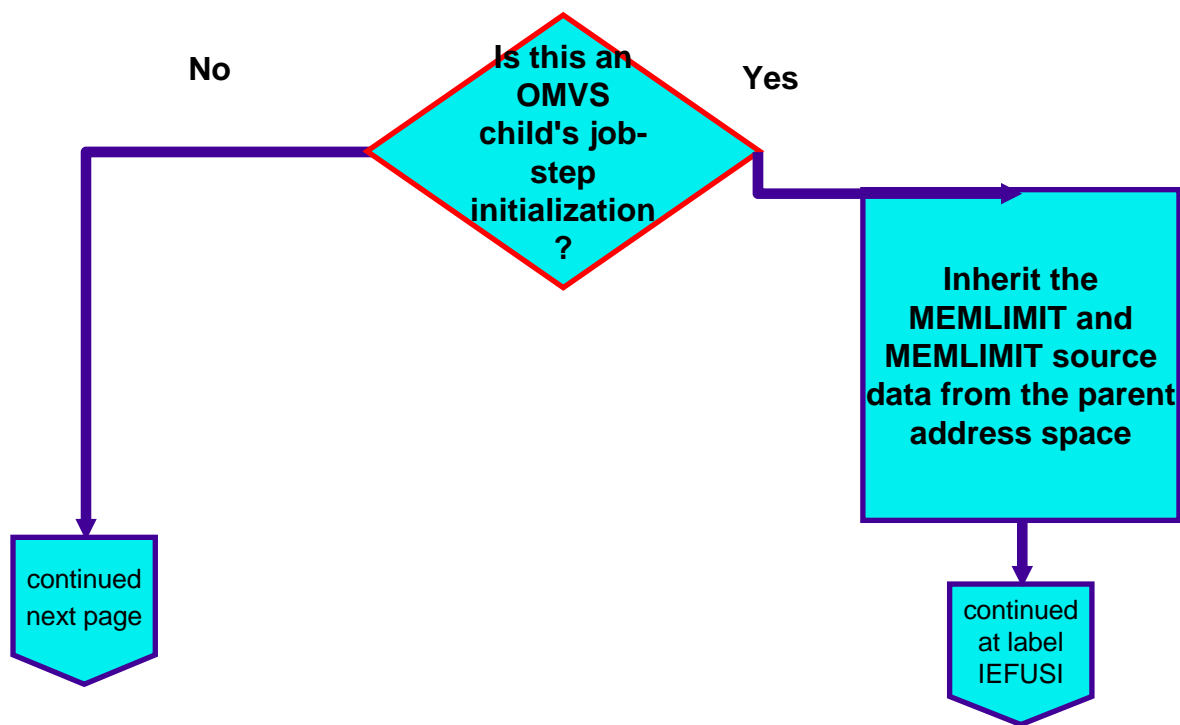 No
Is this an
OMVS
child's job-
step
initialization
?
Yes
Inherit the
MEMLIMIT and
MEMLIMIT source
data from the parent
address space
continued
next page
continued
at label
IEFUSI